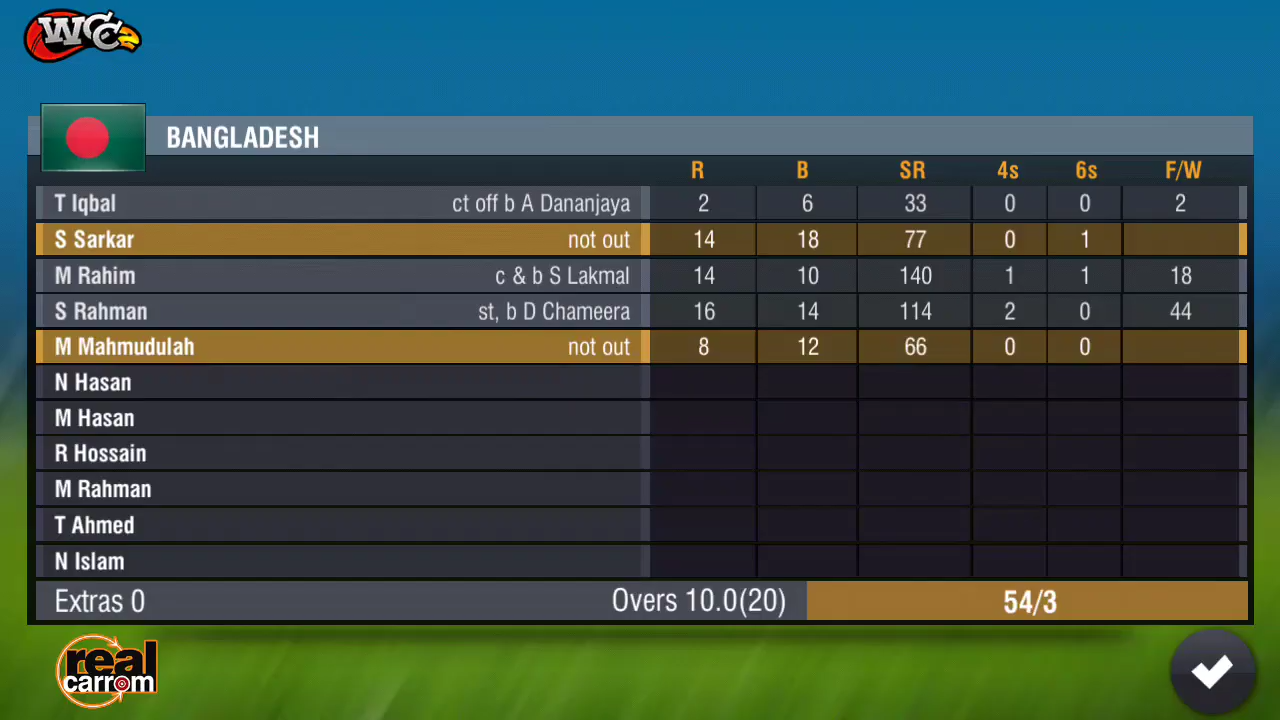 WCC
BANGLADESH
R B SR 4s 6s F/W
T Iqbal ct off b A Dananjaya 2 6 33 0 0 2
S Sarkar not out 14 18 77 0 1
M Rahim c & b S Lakmal 14 10 140 1 1 18
S Rahman st, b D Chameera 16 14 114 2 0 44
M Mahmudulah not out 8 12 66 0 0
N Hasan
M Hasan
R Hossain
M Rahman
T Ahmed
N Islam
Extras 0 Overs 10.0(20) 54/3
real
carrom